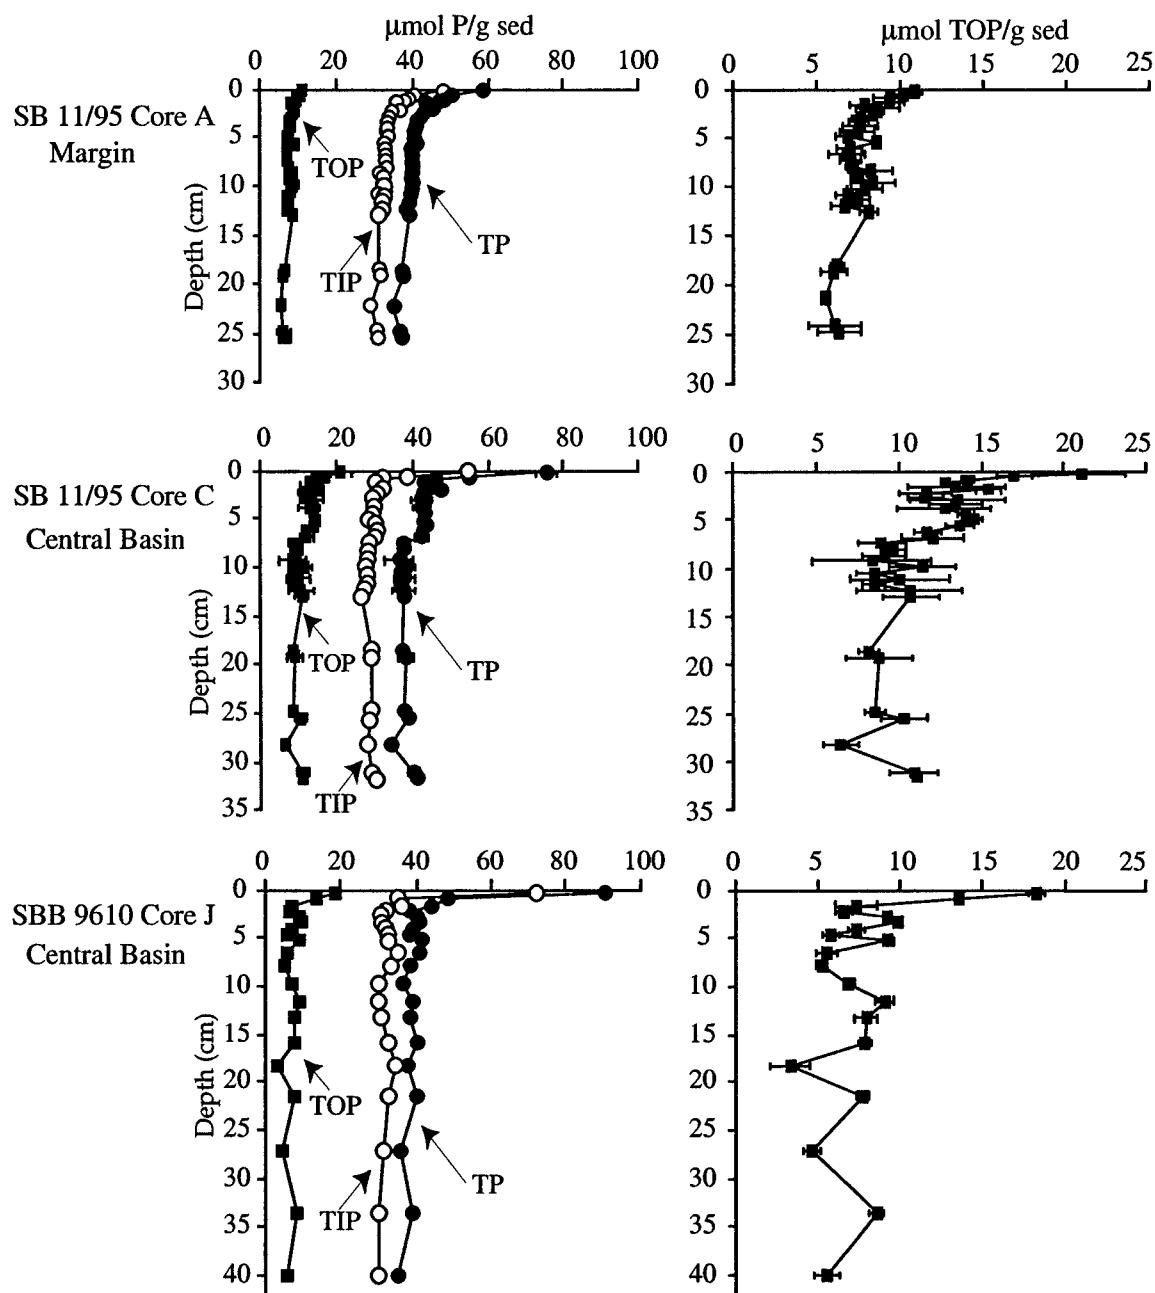 µmol P/g sed
µmol TOP/g sed
0 20 40 60 80 100
0 5 10 15 20 25
SB 11/95 Core A
Margin
Depth (cm)
0
5
10
15
20
25
30
TOP
TIP
TP
0
5
10
15
20
25
30
0 20 40 60 80 100
0 5 10 15 20 25
SB 11/95 Core C
Central Basin
Depth (cm)
0
5
10
15
20
25
30
35
TOP
TIP
TP
0
5
10
15
20
25
30
35
0 20 40 60 80 100
0 5 10 15 20 25
SBB 9610 Core J
Central Basin
Depth (cm)
0
5
10
15
20
25
30
35
40
TOP
TIP
TP
0
5
10
15
20
25
30
35
40